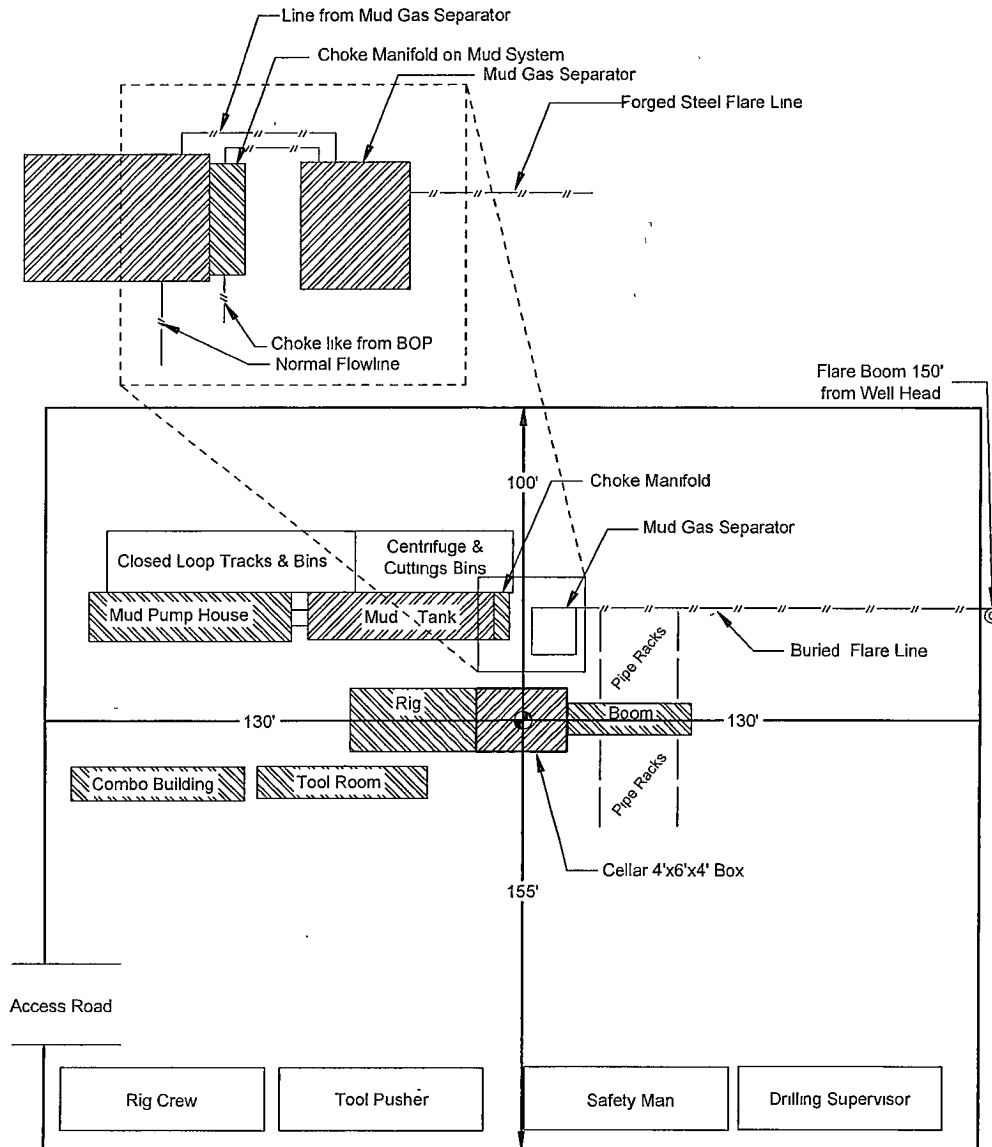 Line from Mud Gas Separator
Choke Manifold on Mud System
Mud Gas Separator
Forged Steel Flare Line
Choke like from BOP
Normal Flowline
Flare Boom 150'
from Well Head
100'
Choke Manifold
Mud Gas Separator
Closed Loop Tracks & Bins
Centrifuge &
Cuttings Bins
Mud Pump House
Mud Tank
Buried Flare Line
Pipe Racks
Rig
Boom
130'
130'
Combo Building
Tool Room
Pipe Racks
Cellar 4'x6'x4' Box
155'
Access Road
Rig Crew
Tool Pusher
Safety Man
Drilling Supervisor